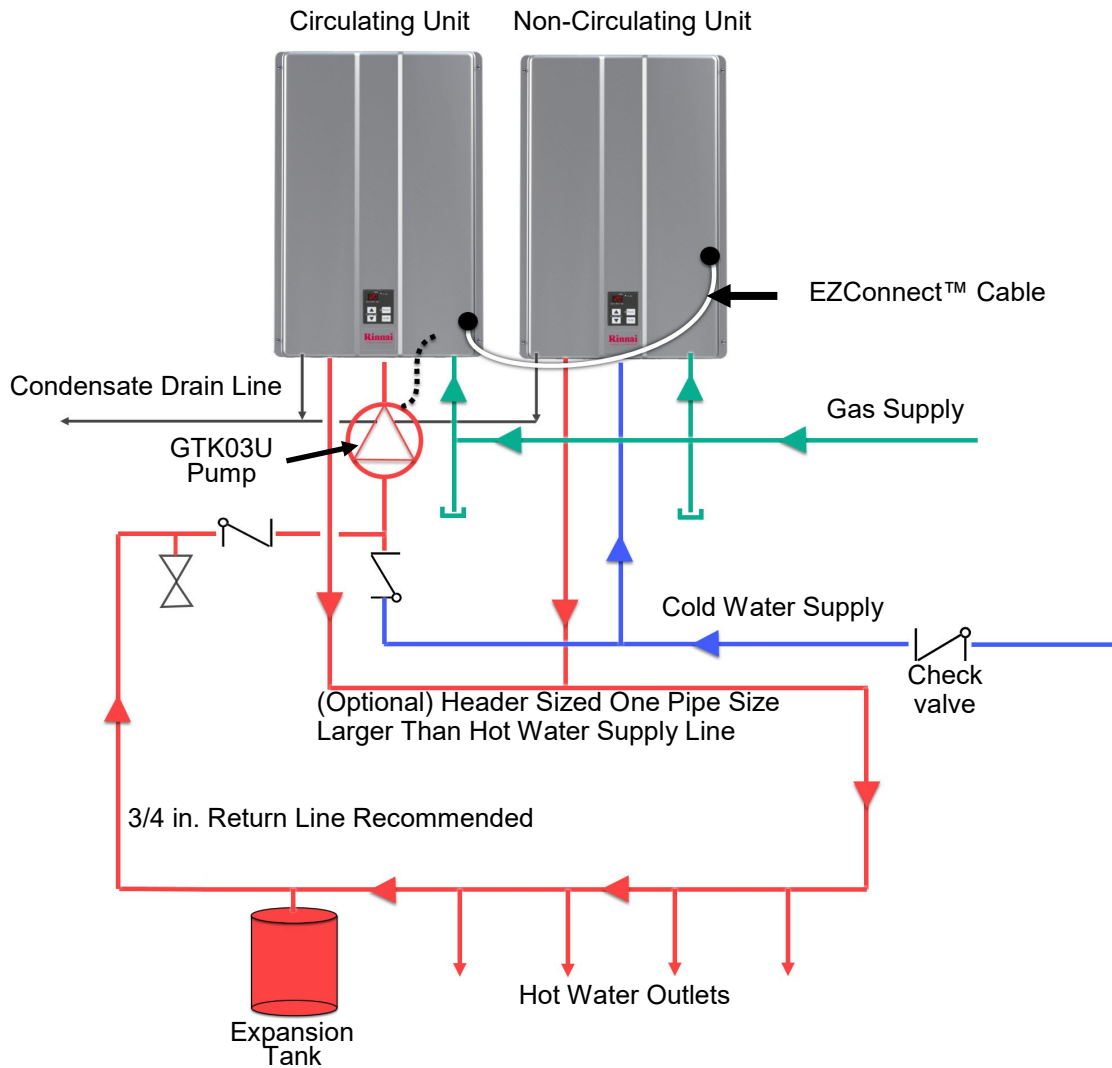 Circulating Unit
Non-Circulating Unit
EZConnect™ Cable
Rinnai
Rinnai
Condensate Drain Line
Gas Supply
GTK03U
Pump
Cold Water Supply
Check
valve
(Optional) Header Sized One Pipe Size
Larger Than Hot Water Supply Line
3/4 in. Return Line Recommended
Hot Water Outlets
Expansion
Tank